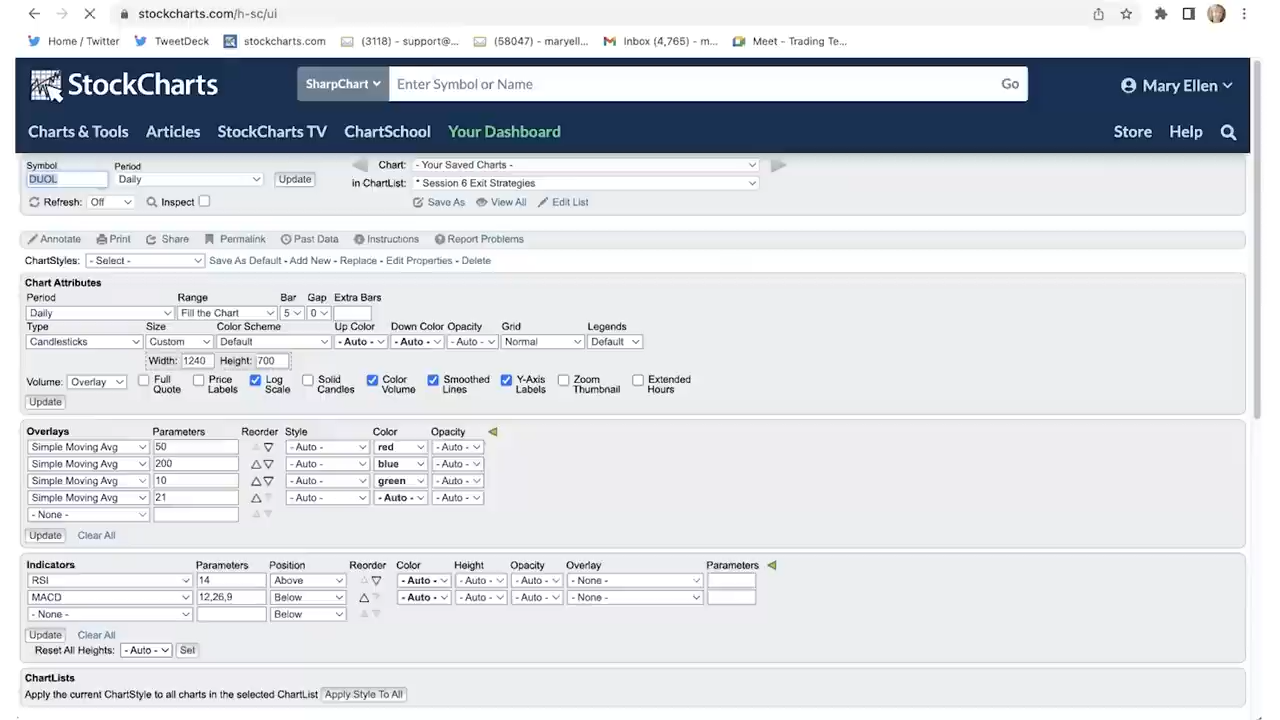 stockcharts.com/h-sc/ui
Home / Twitter TweetDeck stockcharts.com (3118) - support@... (58047) - maryell... Inbox (4,765) - m... Meet - Trading Te...
StockCharts SharpChart Enter Symbol or Name Go Mary Ellen
Charts & Tools Articles StockCharts TV ChartSchool Your Dashboard Store Help
Symbol Period Chart: - Your Saved Charts -
DUOL Daily Update in ChartList: * Session 6 Exit Strategies
Refresh: Off Inspect Save As View All Edit List
Annotate Print Share Permalink Past Data Instructions Report Problems
ChartStyles: - Select - Save As Default - Add New - Replace - Edit Properties - Delete
Chart Attributes
Period Range Bar Gap Extra Bars
Daily Fill the Chart 5 0
Type Size Color Scheme Up Color Down Color Opacity Grid Legends
Candlesticks Custom Default - Auto - - Auto - - Auto - Normal Default
Width: 1240 Height: 700
Volume: Overlay Full Quote Price Labels Log Scale Solid Candles Color Volume Smoothed Lines Y-Axis Labels Zoom Thumbnail Extended Hours
Update
Overlays Parameters Reorder Style Color Opacity
Simple Moving Avg 50 - Auto - red - Auto -
Simple Moving Avg 200 - Auto - blue - Auto -
Simple Moving Avg 10 - Auto - green - Auto -
Simple Moving Avg 21 - Auto - - Auto - - Auto -
- None -
Update Clear All
Indicators Parameters Position Reorder Color Height Opacity Overlay Parameters
RSI 14 Above - Auto - - Auto - - Auto - - None -
MACD 12,26,9 Below - Auto - - Auto - - Auto - - None -
- None - Below
Update Clear All
Reset All Heights: - Auto - Set
ChartLists
Apply the current ChartStyle to all charts in the selected ChartList Apply Style To All